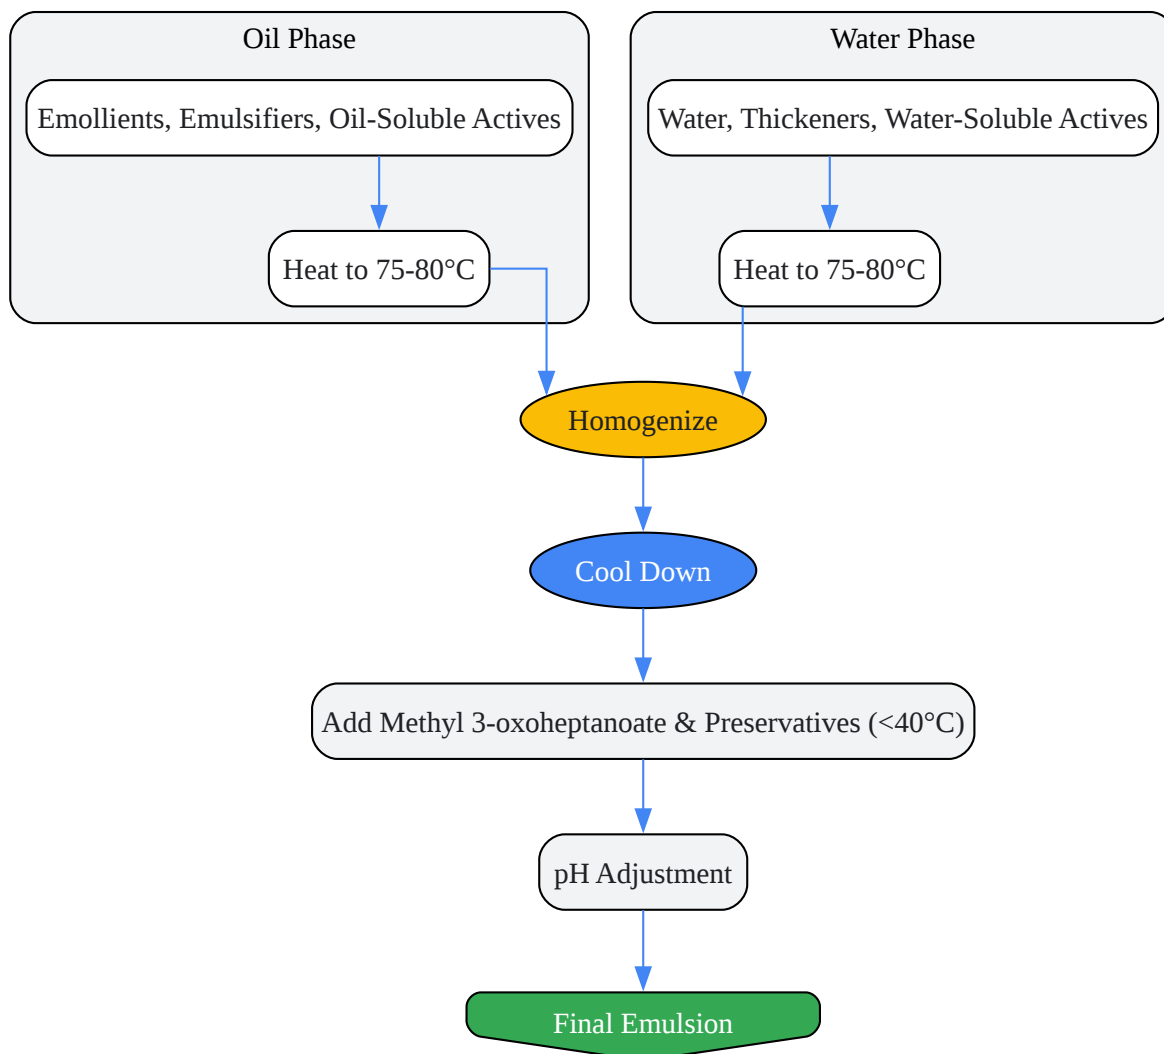 Oil Phase
Water Phase
Emollients, Emulsifiers, Oil-Soluble Actives
Water, Thickeners, Water-Soluble Actives
Heat to 75-80°C
Heat to 75-80°C
Homogenize
Cool Down
Add Methyl 3-oxoheptanoate & Preservatives (<40°C)
pH Adjustment
Final Emulsion